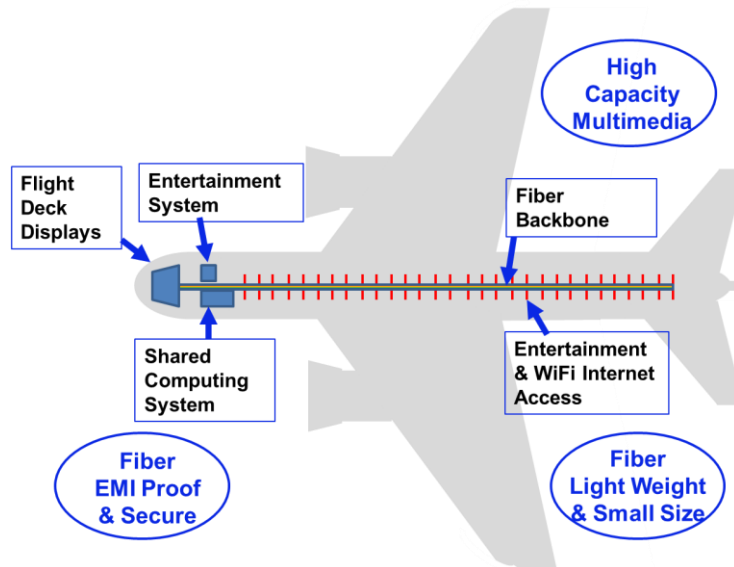 High
Capacity
Multimedia
Flight
Deck
Displays
Entertainment
System
Fiber
Backbone
Shared
Computing
System
Entertainment
& WiFi Internet
Access
Fiber
EMI Proof
& Secure
Fiber
Light Weight
& Small Size